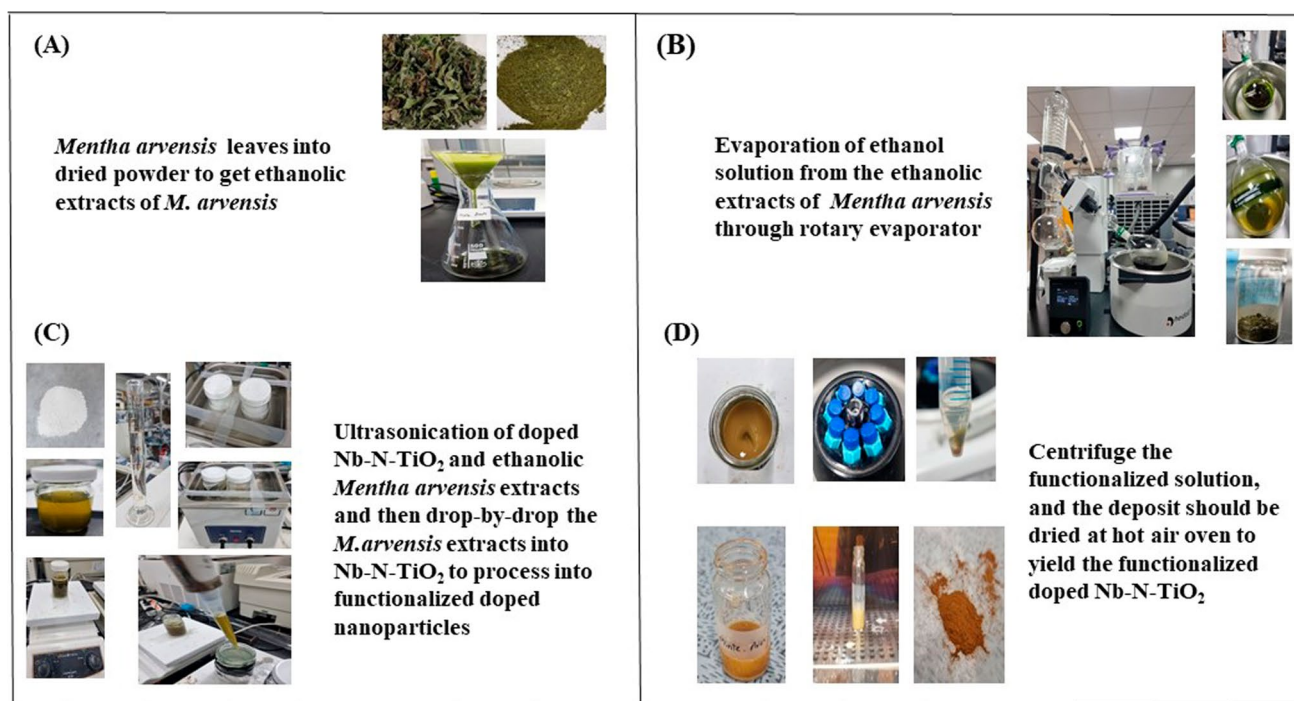 (A)
Mentha arvensis leaves into
dried powder to get ethanolic
extracts of M. arvensis
(B)
Evaporation of ethanol
solution from the ethanolic
extracts of Mentha arvensis
through rotary evaporator
(C)
Ultrasonication of doped
Nb-N-TiO₂ and ethanolic
Mentha arvensis extracts
and then drop-by-drop the
M.arvensis extracts into
Nb-N-TiO₂ to process into
functionalized doped
nanoparticles
(D)
Centrifuge the
functionalized solution,
and the deposit should be
dried at hot air oven to
yield the functionalized
doped Nb-N-TiO₂